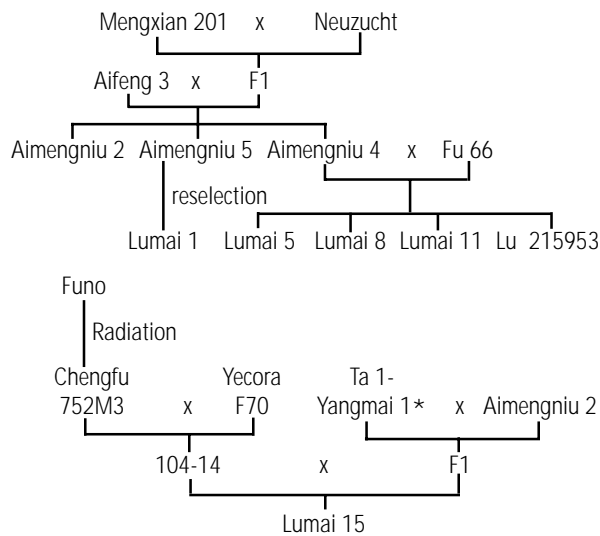 Mengxian 201 x Neuzucht
Aifeng 3 x F1
Aimengniu 2 Aimengniu 5 Aimengniu 4 x Fu 66
reselection
Lumai 1 Lumai 5 Lumai 8 Lumai 11 Lu 215953
Funo
Radiation
Chengfu Yecora Ta 1-
752M3 x F70 Yangmai 1* x Aimengniu 2
104-14 x F1
Lumai 15